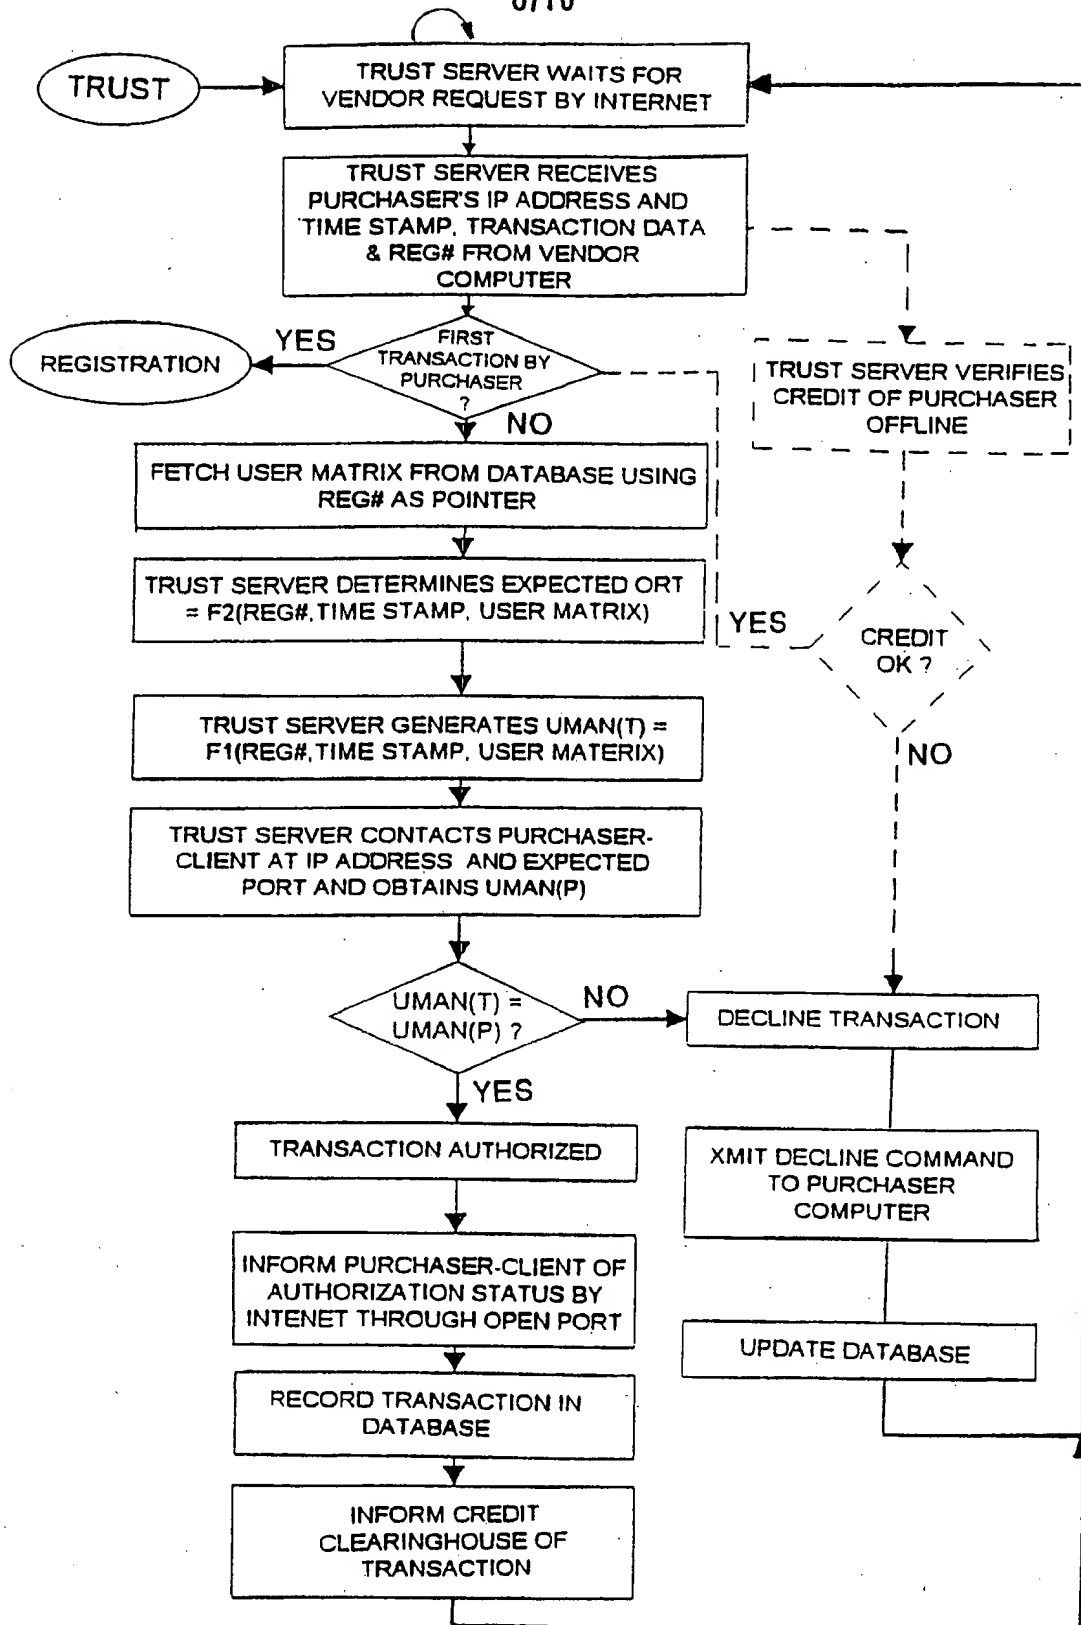 TRUST
TRUST SERVER WAITS FOR
VENDOR REQUEST BY INTERNET
TRUST SERVER RECEIVES
PURCHASER'S IP ADDRESS AND
TIME STAMP, TRANSACTION DATA
& REG# FROM VENDOR
COMPUTER
REGISTRATION
YES
FIRST
TRANSACTION BY
PURCHASER
?
NO
TRUST SERVER VERIFIES
CREDIT OF PURCHASER
OFFLINE
FETCH USER MATRIX FROM DATABASE USING
REG# AS POINTER
TRUST SERVER DETERMINES EXPECTED ORT
= F2(REG#,TIME STAMP, USER MATRIX)
YES
CREDIT
OK ?
NO
TRUST SERVER GENERATES UMAN(T) =
F1(REG#,TIME STAMP, USER MATERIX)
TRUST SERVER CONTACTS PURCHASER-
CLIENT AT IP ADDRESS AND EXPECTED
PORT AND OBTAINS UMAN(P)
UMAN(T) =
UMAN(P) ?
NO
DECLINE TRANSACTION
YES
TRANSACTION AUTHORIZED
XMIT DECLINE COMMAND
TO PURCHASER
COMPUTER
INFORM PURCHASER-CLIENT OF
AUTHORIZATION STATUS BY
INTENET THROUGH OPEN PORT
UPDATE DATABASE
RECORD TRANSACTION IN
DATABASE
INFORM CREDIT
CLEARINGHOUSE OF
TRANSACTION